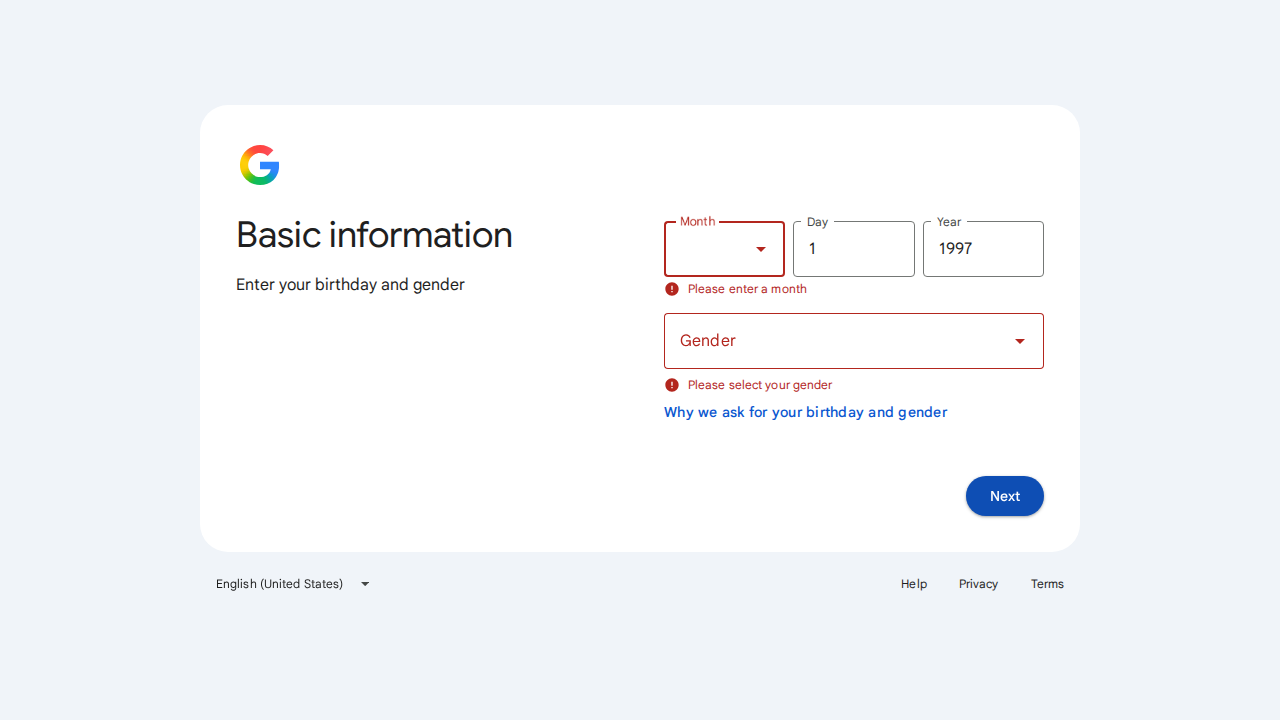 Basic information
Enter your birthday and gender
Month
Day
Year
1
1997
Please enter a month
Gender
Please select your gender
Why we ask for your birthday and gender
Next
English (United States)
Help
Privacy
Terms